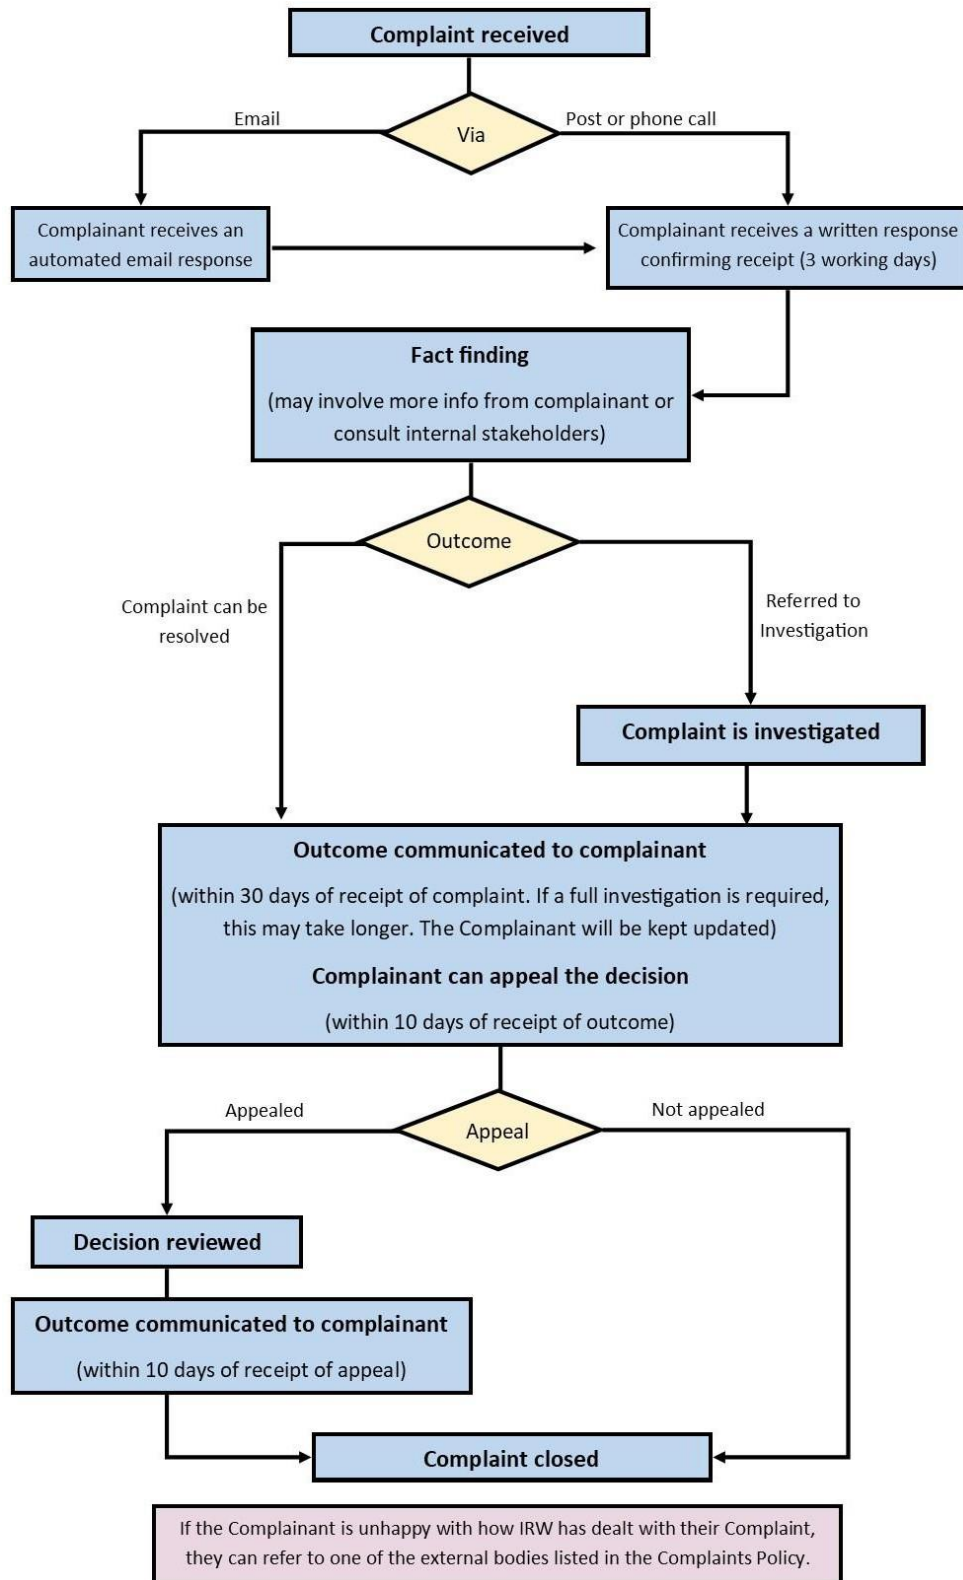 Complaint received
Email
Via
Post or phone call
Complainant receives an
automated email response
Complainant receives a written response
confirming receipt (3 working days)
Fact finding
(may involve more info from complainant or
consult internal stakeholders)
Outcome
Complaint can be
resolved
Referred to
Investigation
Complaint is investigated
Outcome communicated to complainant
(within 30 days of receipt of complaint. If a full investigation is required,
this may take longer. The Complainant will be kept updated)
Complainant can appeal the decision
(within 10 days of receipt of outcome)
Appealed
Appeal
Not appealed
Decision reviewed
Outcome communicated to complainant
(within 10 days of receipt of appeal)
Complaint closed
If the Complainant is unhappy with how IRW has dealt with their Complaint,
they can refer to one of the external bodies listed in the Complaints Policy.